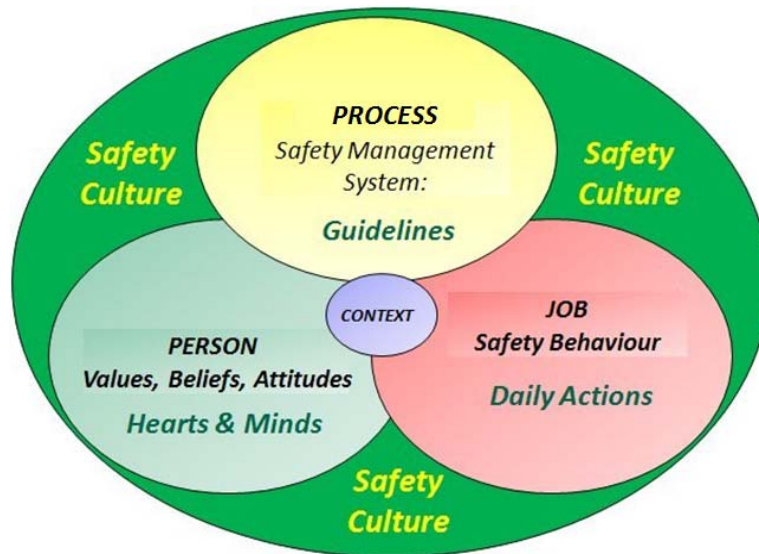 PROCESS
Safety Management
System:
Guidelines
Safety
Culture
Safety
Culture
CONTEXT
PERSON
Values, Beliefs, Attitudes
Hearts & Minds
JOB
Safety Behaviour
Daily Actions
Safety
Culture